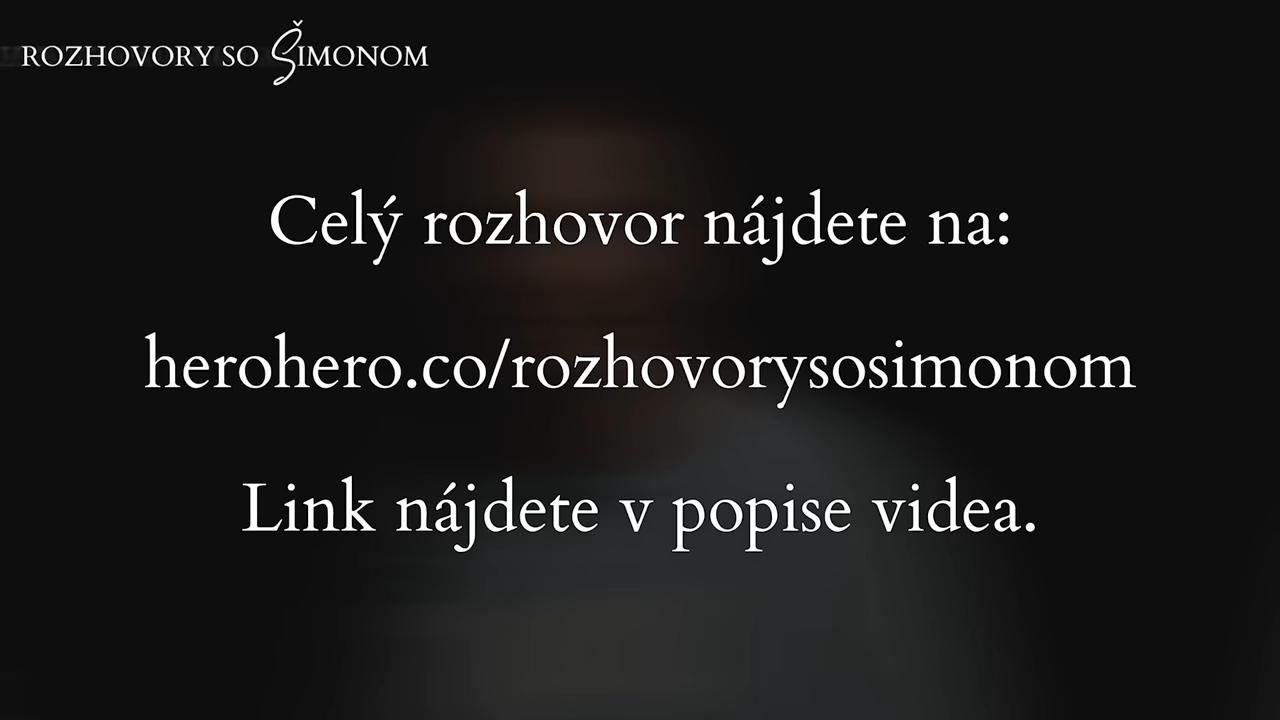 ROZHOVORY SO ŠIMONOM
Celý rozhovor nájdete na:
herohero.co/rozhovorysosimonom
Link nájdete v popise videa.